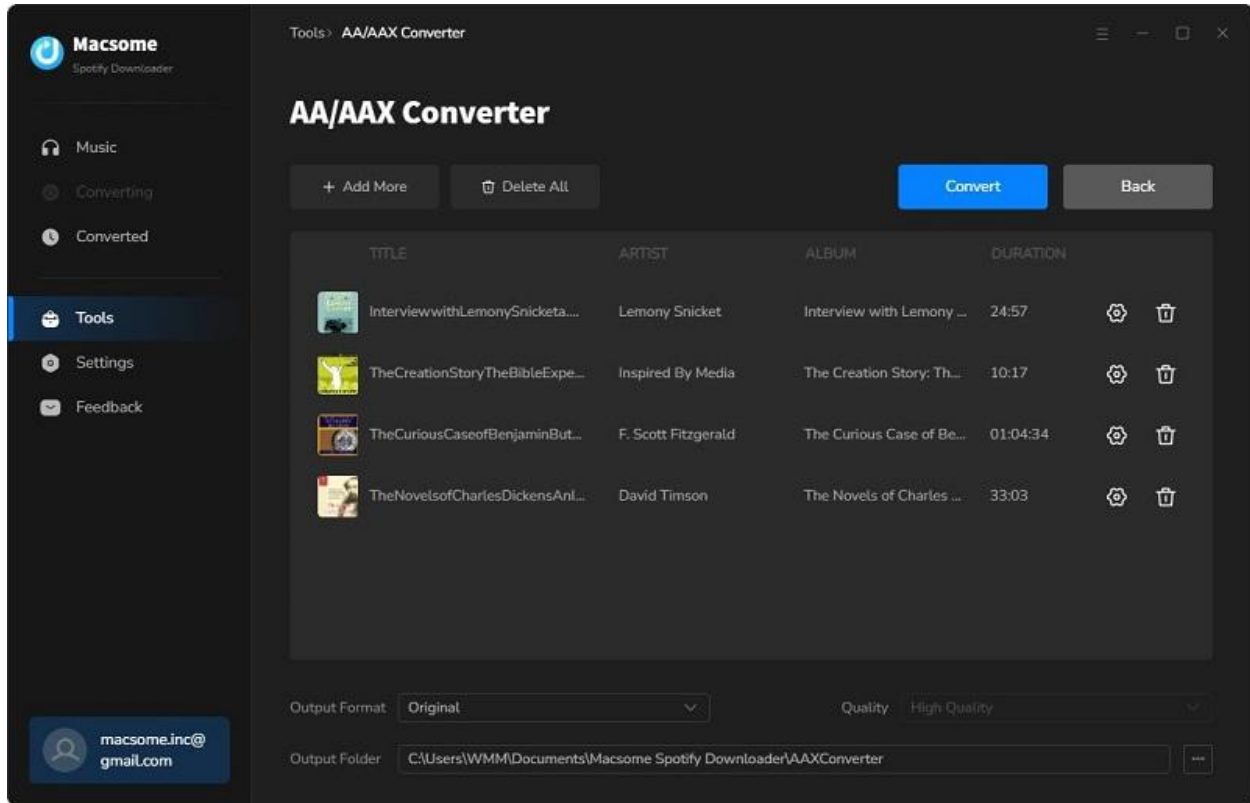 Macsome
Spotify Downloader
Music
Converting
Converted
Tools
Settings
Feedback
macsome.inc@
gmail.com
Tools› AA/AAX Converter
AA/AAX Converter
+ Add More Delete All Convert Back
TITLE ARTIST ALBUM DURATION
InterviewwithLemonySnicketa.... Lemony Snicket Interview with Lemony ... 24:57
TheCreationStoryTheBibleExpe... Inspired By Media The Creation Story: Th... 10:17
TheCuriousCaseofBenjaminBut... F. Scott Fitzgerald The Curious Case of Be... 01:04:34
TheNovelsofCharlesDickensAnI... David Timson The Novels of Charles ... 33:03
Output Format Original Quality High Quality
Output Folder C:\Users\WMM\Documents\Macsome Spotify Downloader\AAXConverter ...